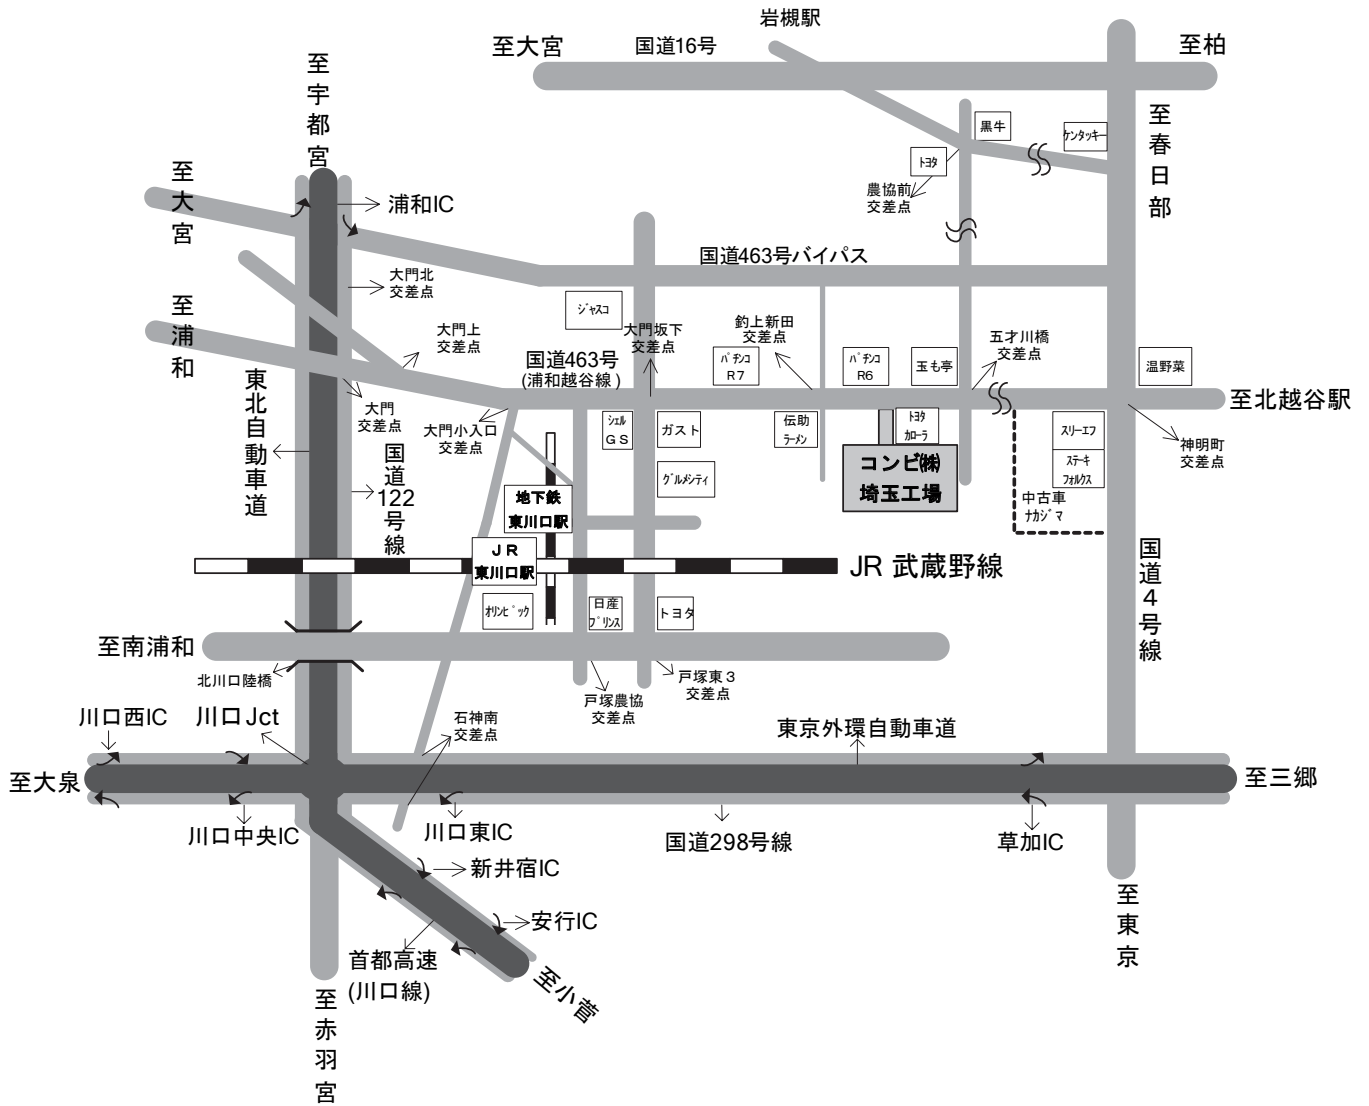 岩槻駅
至大宮
国道16号
至柏
至宇都宮
至春日部
黒牛
ケンタッキー
トヨタ
農協前
交差点
至大宮
浦和IC
国道463号バイパス
大門北
交差点
ジャスコ
至浦和
大門上
交差点
大門坂下
交差点
釣上新田
交差点
五才川橋
交差点
国道463号
(浦和越谷線)
パチンコ
R7
パチンコ
R6
玉も亭
温野菜
至北越谷駅
東北自動車道
大門
交差点
大門小入口
交差点
シェル
GS
ガスト
伝助
ラーメン
トヨタ
カローラ
スリーエフ
ステーキ
フォルクス
神明町
交差点
国道122号線
グルメシティ
コンビ㈱
埼玉工場
中古車
ナカジマ
地下鉄
東川口駅
JR
東川口駅
JR 武蔵野線
国道4号線
オリンピック
日産
プリンス
トヨタ
至南浦和
北川口陸橋
戸塚農協
交差点
戸塚東3
交差点
川口西IC
川口Jct
石神南
交差点
東京外環自動車道
至大泉
至三郷
川口中央IC
川口東IC
国道298号線
草加IC
新井宿IC
安行IC
首都高速
(川口線)
至小菅
至東京
至赤羽宮